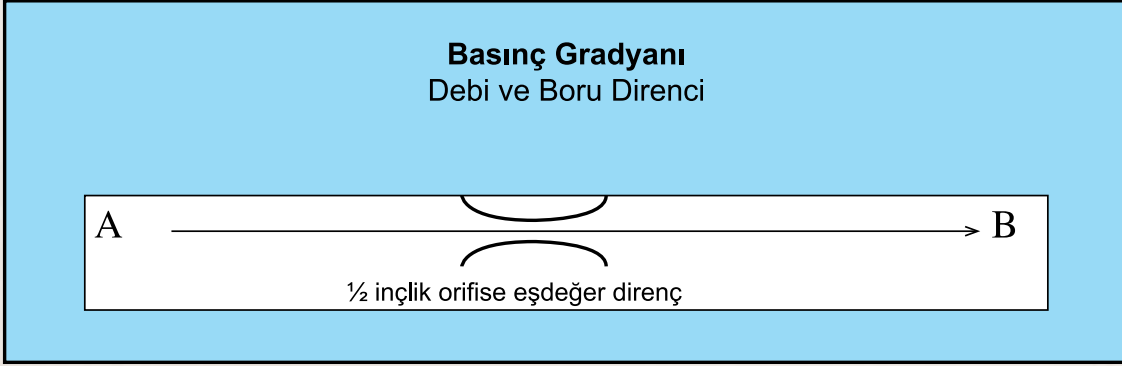 Basınç Gradyanı
Debi ve Boru Direnci
A
B
½ inçlik orifise eşdeğer direnç